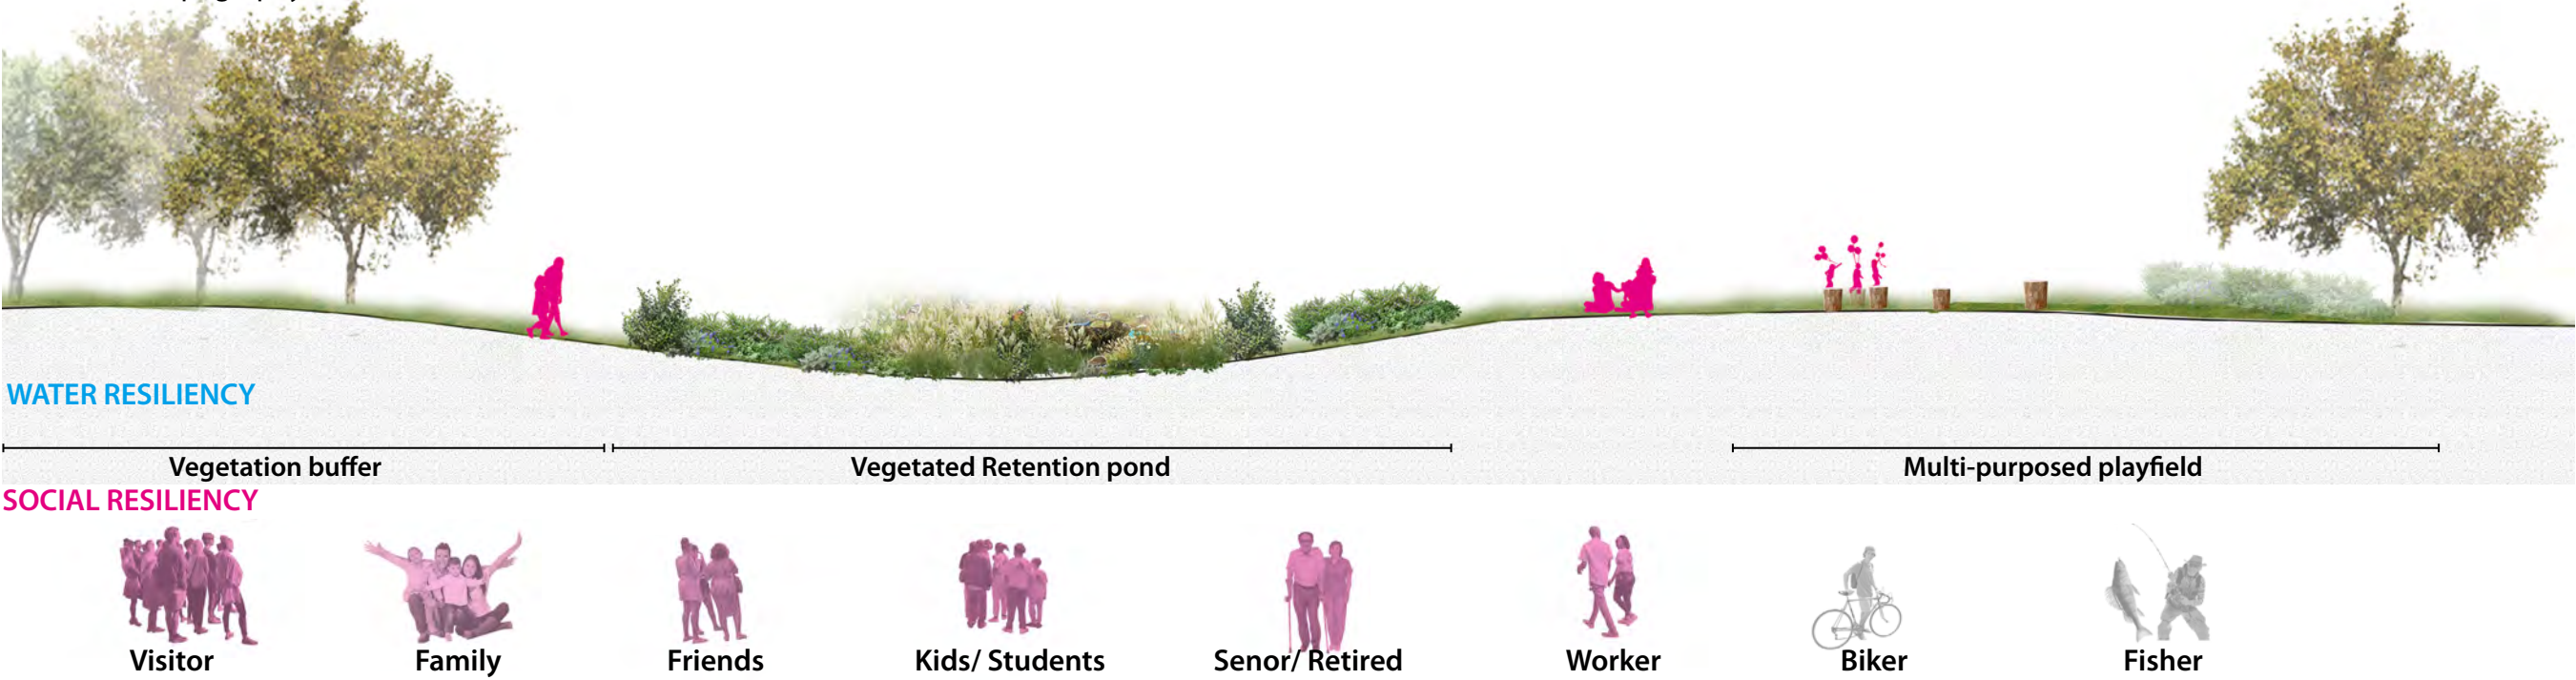 WATER RESILIENCY
Vegetation buffer
Vegetated Retention pond
Multi-purposed playfield
SOCIAL RESILIENCY
Visitor
Family
Friends
Kids/ Students
Senor/ Retired
Worker
Biker
Fisher